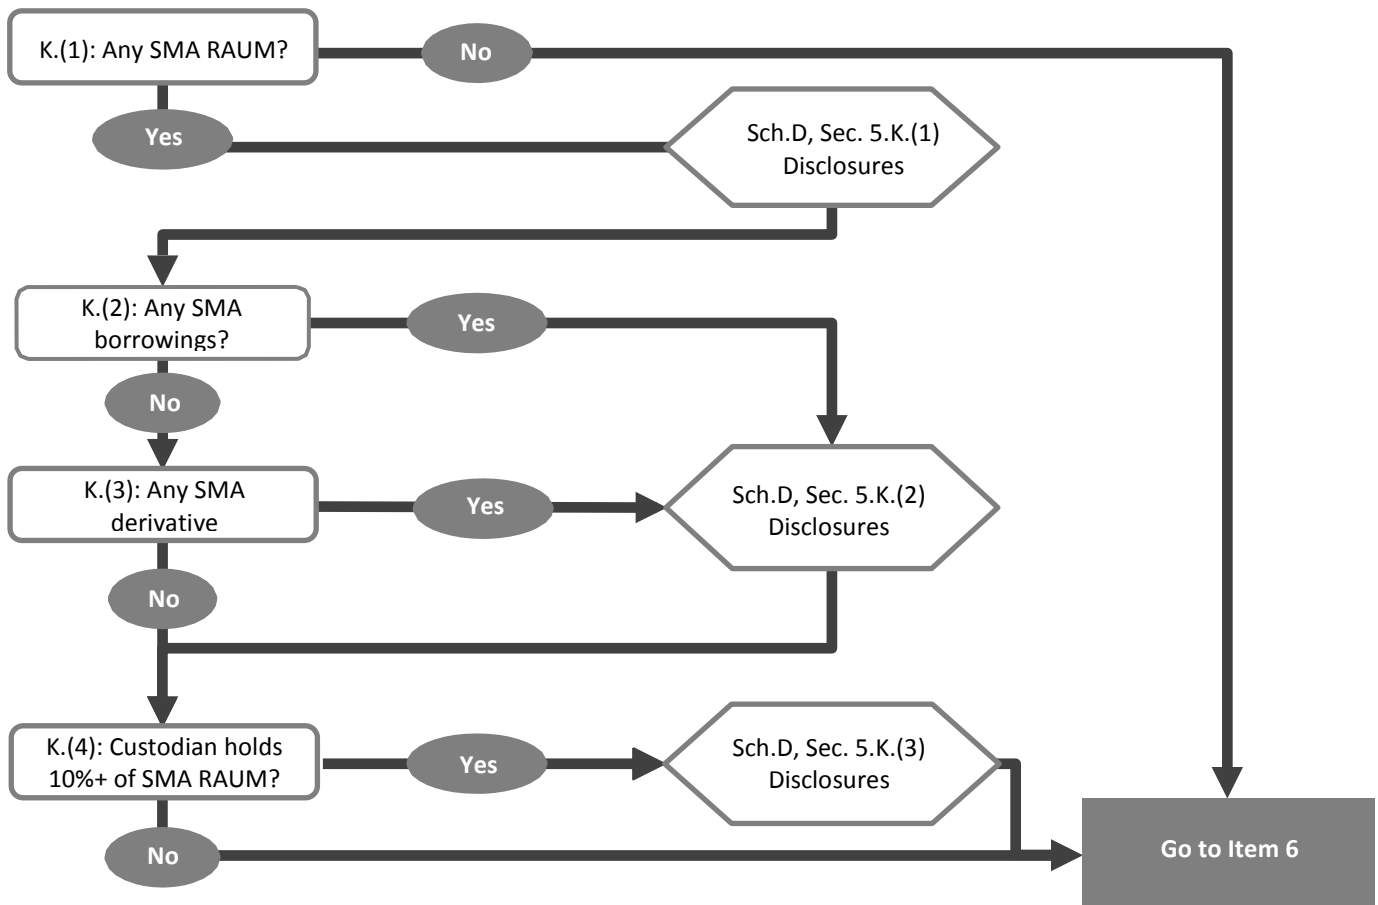 K.(1): Any SMA RAUM?
No
Yes
Sch.D, Sec. 5.K.(1)
Disclosures
K.(2): Any SMA
borrowings?
Yes
No
K.(3): Any SMA
derivative
Yes
Sch.D, Sec. 5.K.(2)
Disclosures
No
K.(4): Custodian holds
10%+ of SMA RAUM?
Yes
Sch.D, Sec. 5.K.(3)
Disclosures
No
Go to Item 6